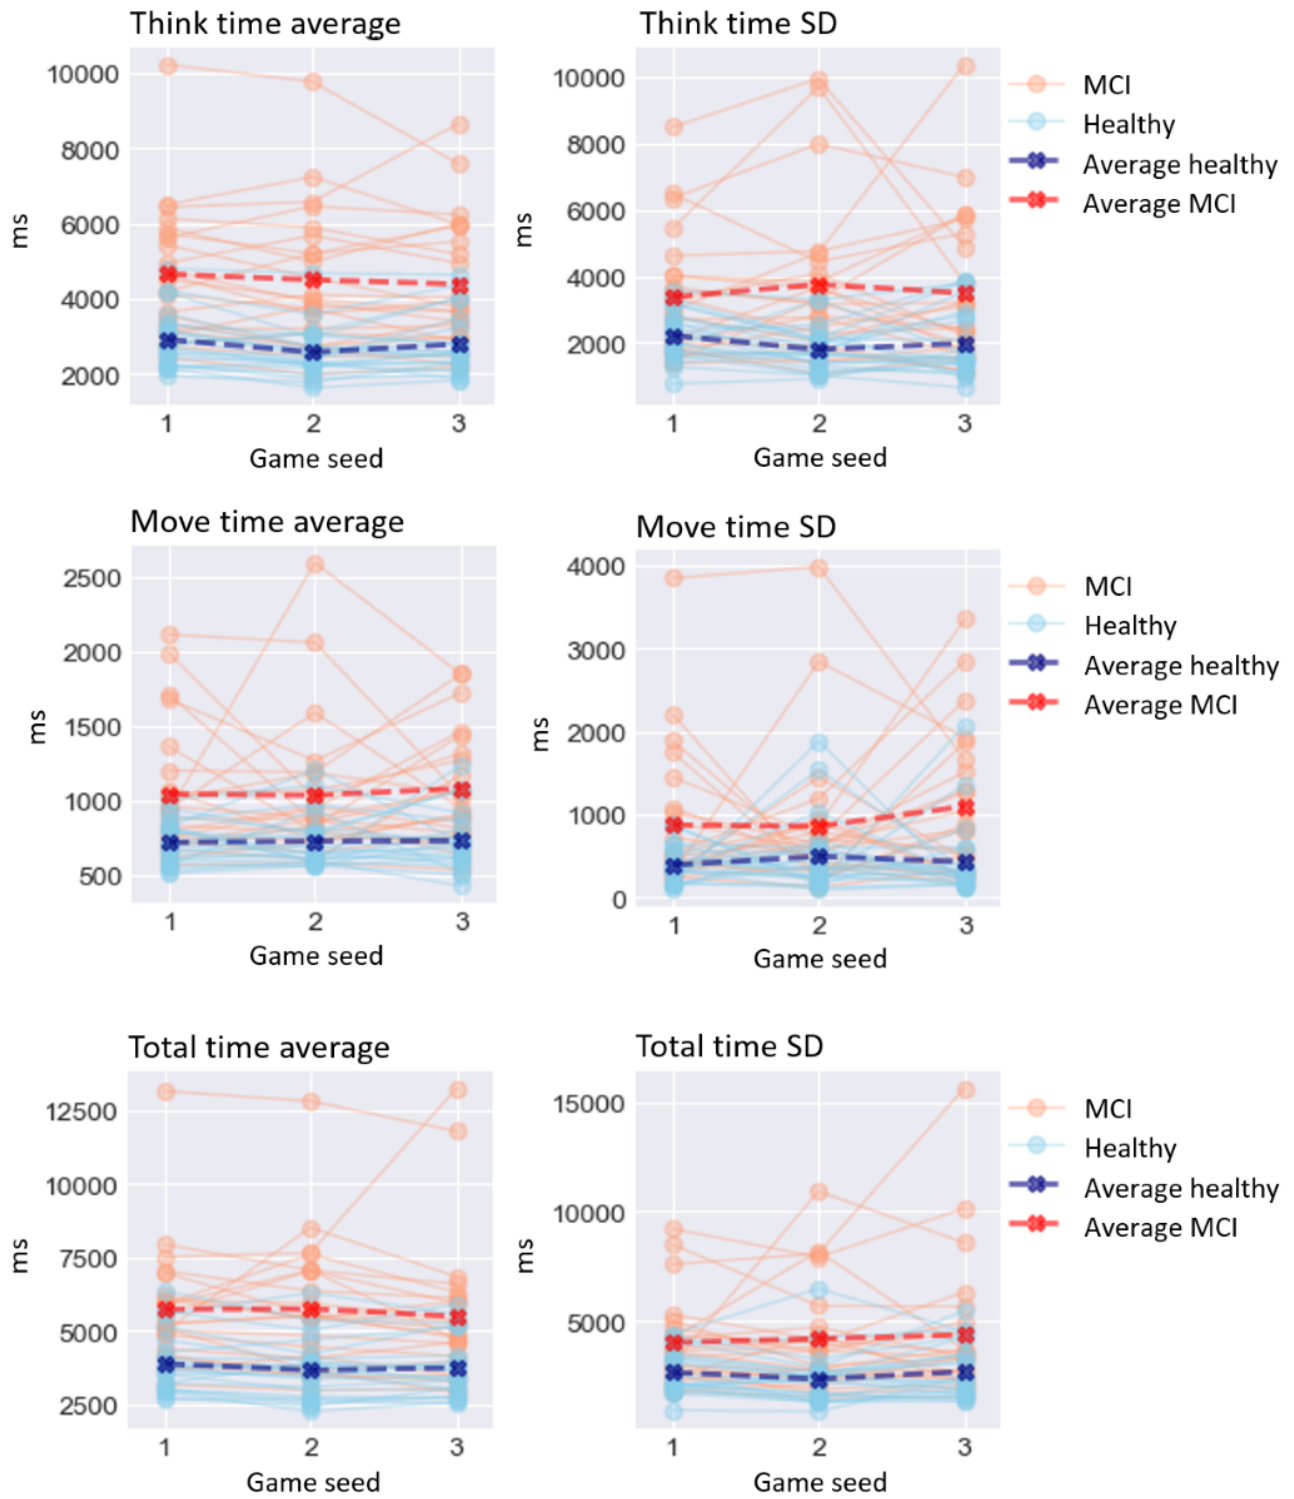 Think time average
10000
8000
6000
4000
2000
ms
1 2 3
Game seed
Think time SD
10000
8000
6000
4000
2000
ms
1 2 3
Game seed
MCI
Healthy
Average healthy
Average MCI
Move time average
2500
2000
1500
1000
500
ms
1 2 3
Game seed
Move time SD
4000
3000
2000
1000
0
ms
1 2 3
Game seed
MCI
Healthy
Average healthy
Average MCI
Total time average
12500
10000
7500
5000
2500
ms
1 2 3
Game seed
Total time SD
15000
10000
5000
ms
1 2 3
Game seed
MCI
Healthy
Average healthy
Average MCI